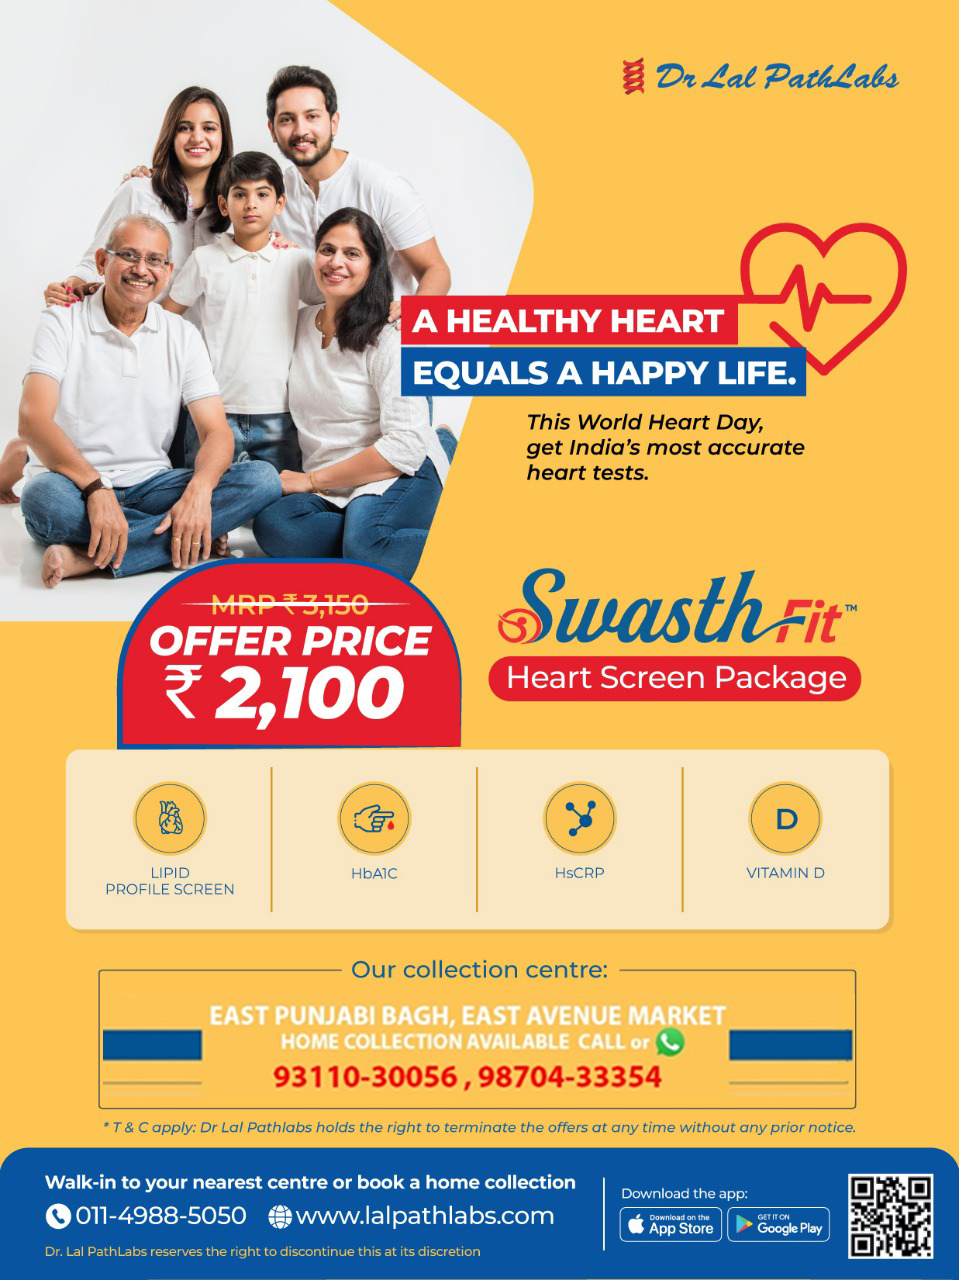 Dr Lal PathLabs
A HEALTHY HEART
EQUALS A HAPPY LIFE.
This World Heart Day,
get India's most accurate
heart tests.
MRP ₹ 3,150
OFFER PRICE
₹ 2,100
Swasth Fit™
Heart Screen Package
LIPID
PROFILE SCREEN
HbA1C
HsCRP
D
VITAMIN D
Our collection centre:
EAST PUNJABI BAGH, EAST AVENUE MARKET
HOME COLLECTION AVAILABLE CALL or
93110-30056 , 98704-33354
* T & C apply: Dr Lal Pathlabs holds the right to terminate the offers at any time without any prior notice.
Walk-in to your nearest centre or book a home collection
011-4988-5050 www.lalpathlabs.com
Dr. Lal PathLabs reserves the right to discontinue this at its discretion
Download the app:
Download on the
App Store
GET IT ON
Google Play